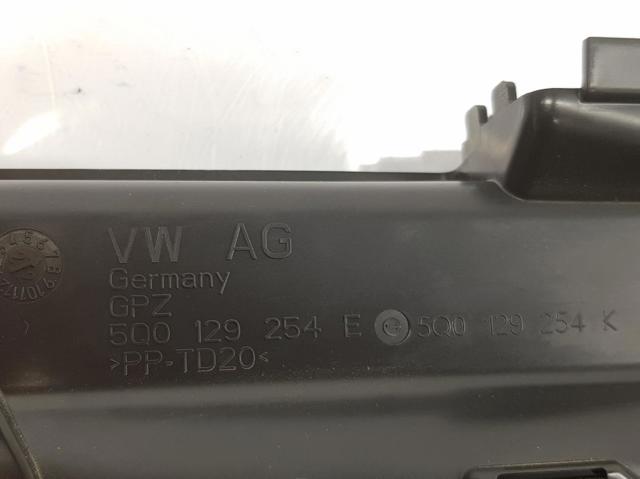 VW AG
Germany
GPZ
5Q0 129 254 E G 5Q0 129 254 K
>PP-TD20<